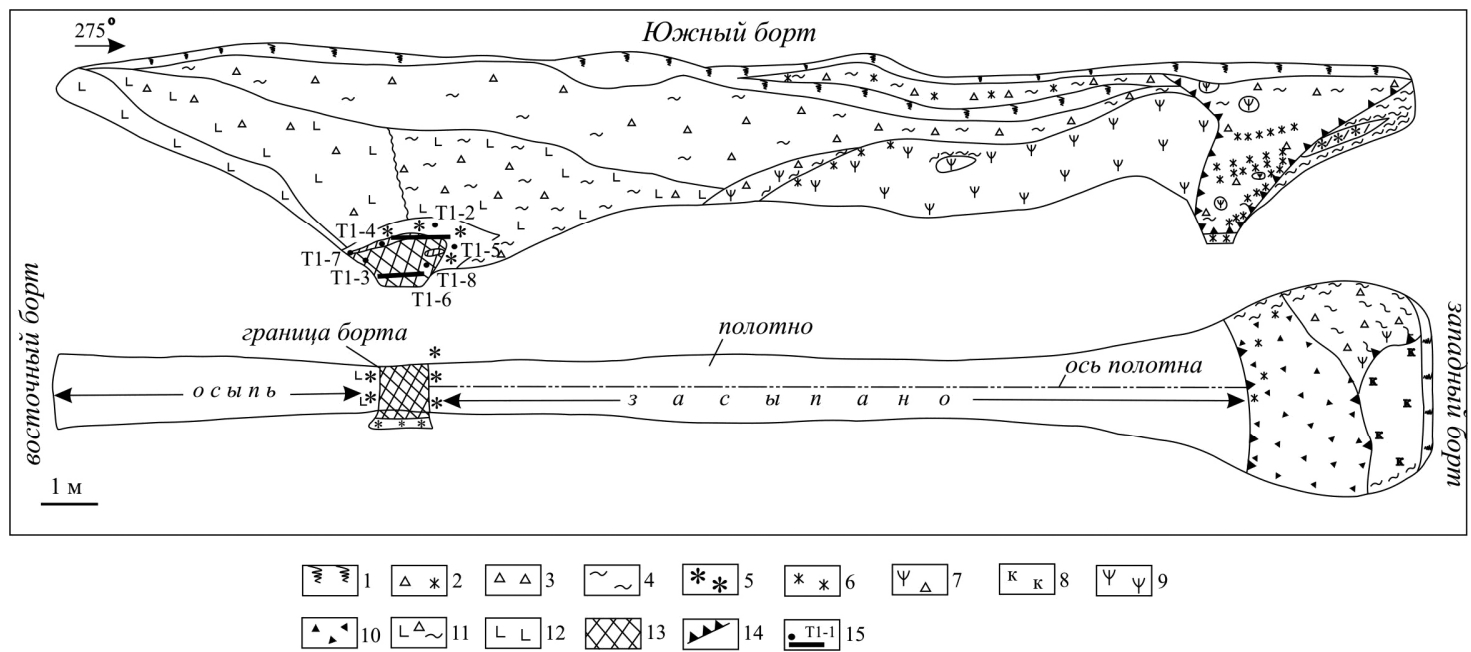 275°
Южный борт
Т1-2
Т1-4
Т1-5
Т1-7
Т1-3
Т1-8
Т1-6
восточный борт
западный борт
граница борта
полотно
ось полотна
осыпь
засыпано
1 м
1
2
3
4
5
6
7
к к 8
9
10
11
12
13
14
Т1-1 15